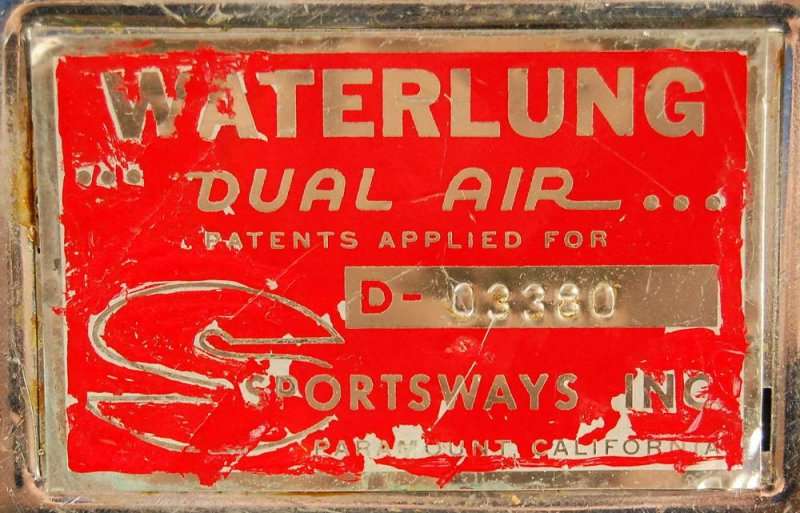 WATERLUNG
... DUAL AIR ...
PATENTS APPLIED FOR
D- 03380
SPORTSWAYS INC
PARAMOUNT, CALIFORNIA